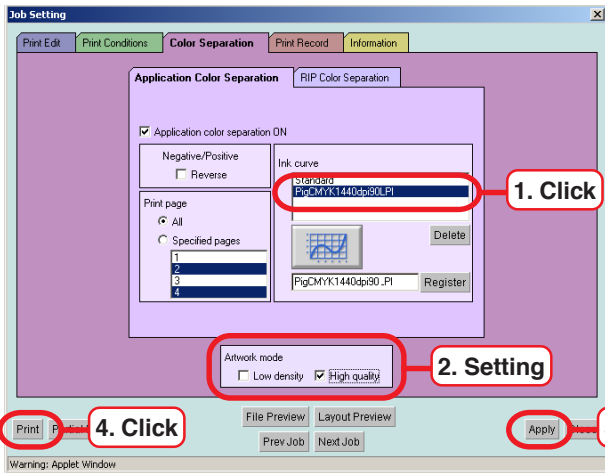 Job Setting
Print Edit Print Conditions Color Separation Print Record Information
Application Color Separation RIP Color Separation
Application color separation ON
Negative/Positive
Reverse
Ink curve
Standard
PigCMYK1440dpi90LPI
1. Click
Print page
All
Specified pages
1
2
3
4
Delete
PigCMYK1440dpi90_PI Register
Artwork mode
Low density High quality
2. Setting
File Preview Layout Preview
Print 4. Click Apply
Prev Job Next Job
Warning: Applet Window